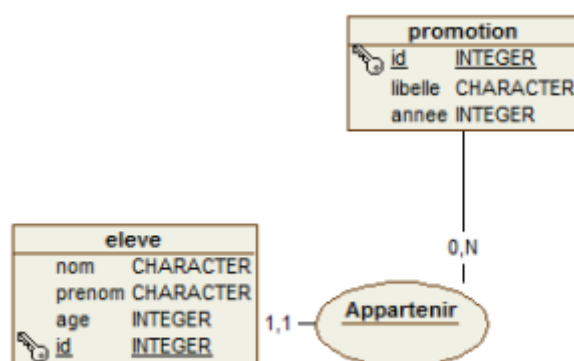 promotion
id INTEGER
libelle CHARACTER
annee INTEGER
0,N
eleve
nom CHARACTER
prenom CHARACTER
age INTEGER
id INTEGER
1,1
Appartenir